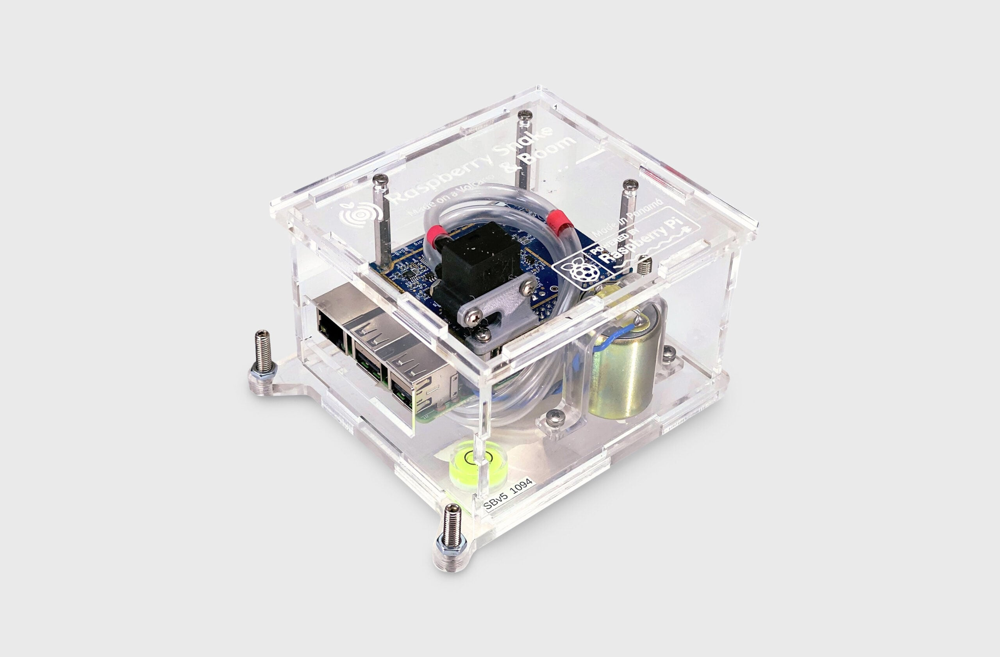 Raspberry Shake
& Boom
Made on a Volcano
Made in Panamá
POWERED BY
Raspberry Pi
SBv5 1094